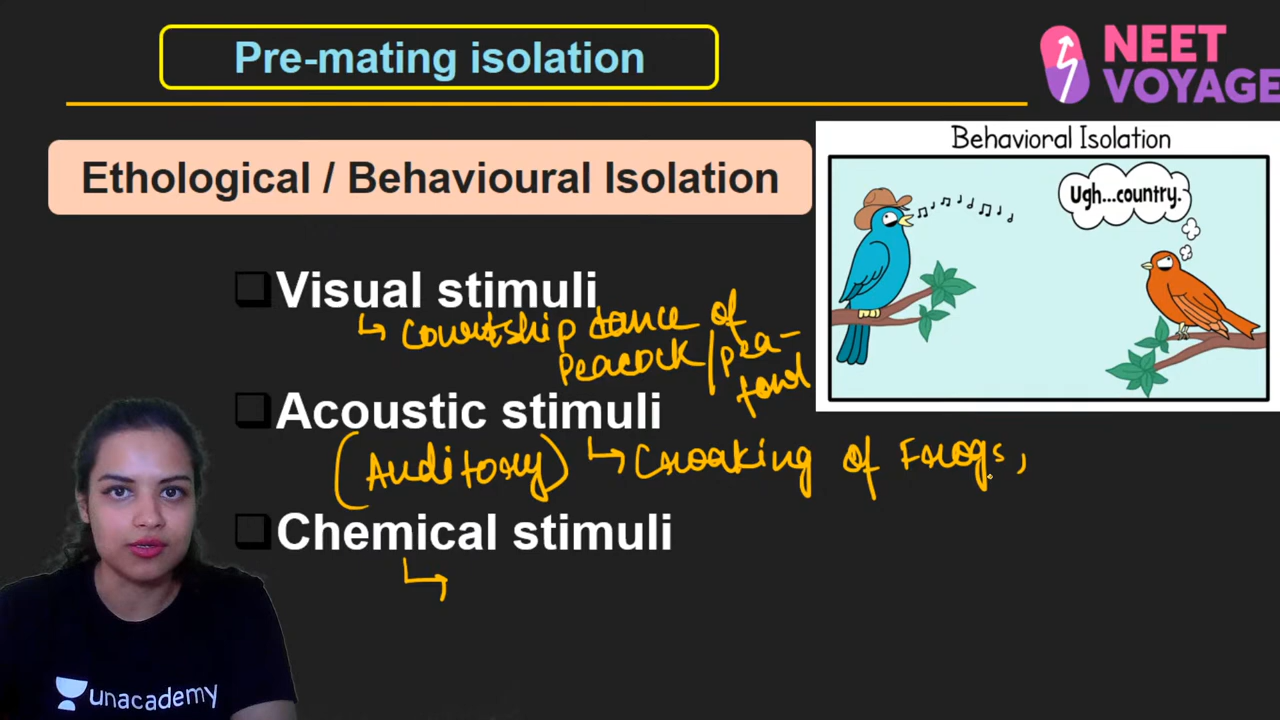 Pre-mating isolation
NEET
VOYAGE
Ethological / Behavioural Isolation
Behavioral Isolation
Ugh...country.
Visual stimuli
↳ Courtship dance of
Peacock / pea-
fowl
Acoustic stimuli
(Auditory) ↳ Croaking of Frogs,
Chemical stimuli
↳
unacademy